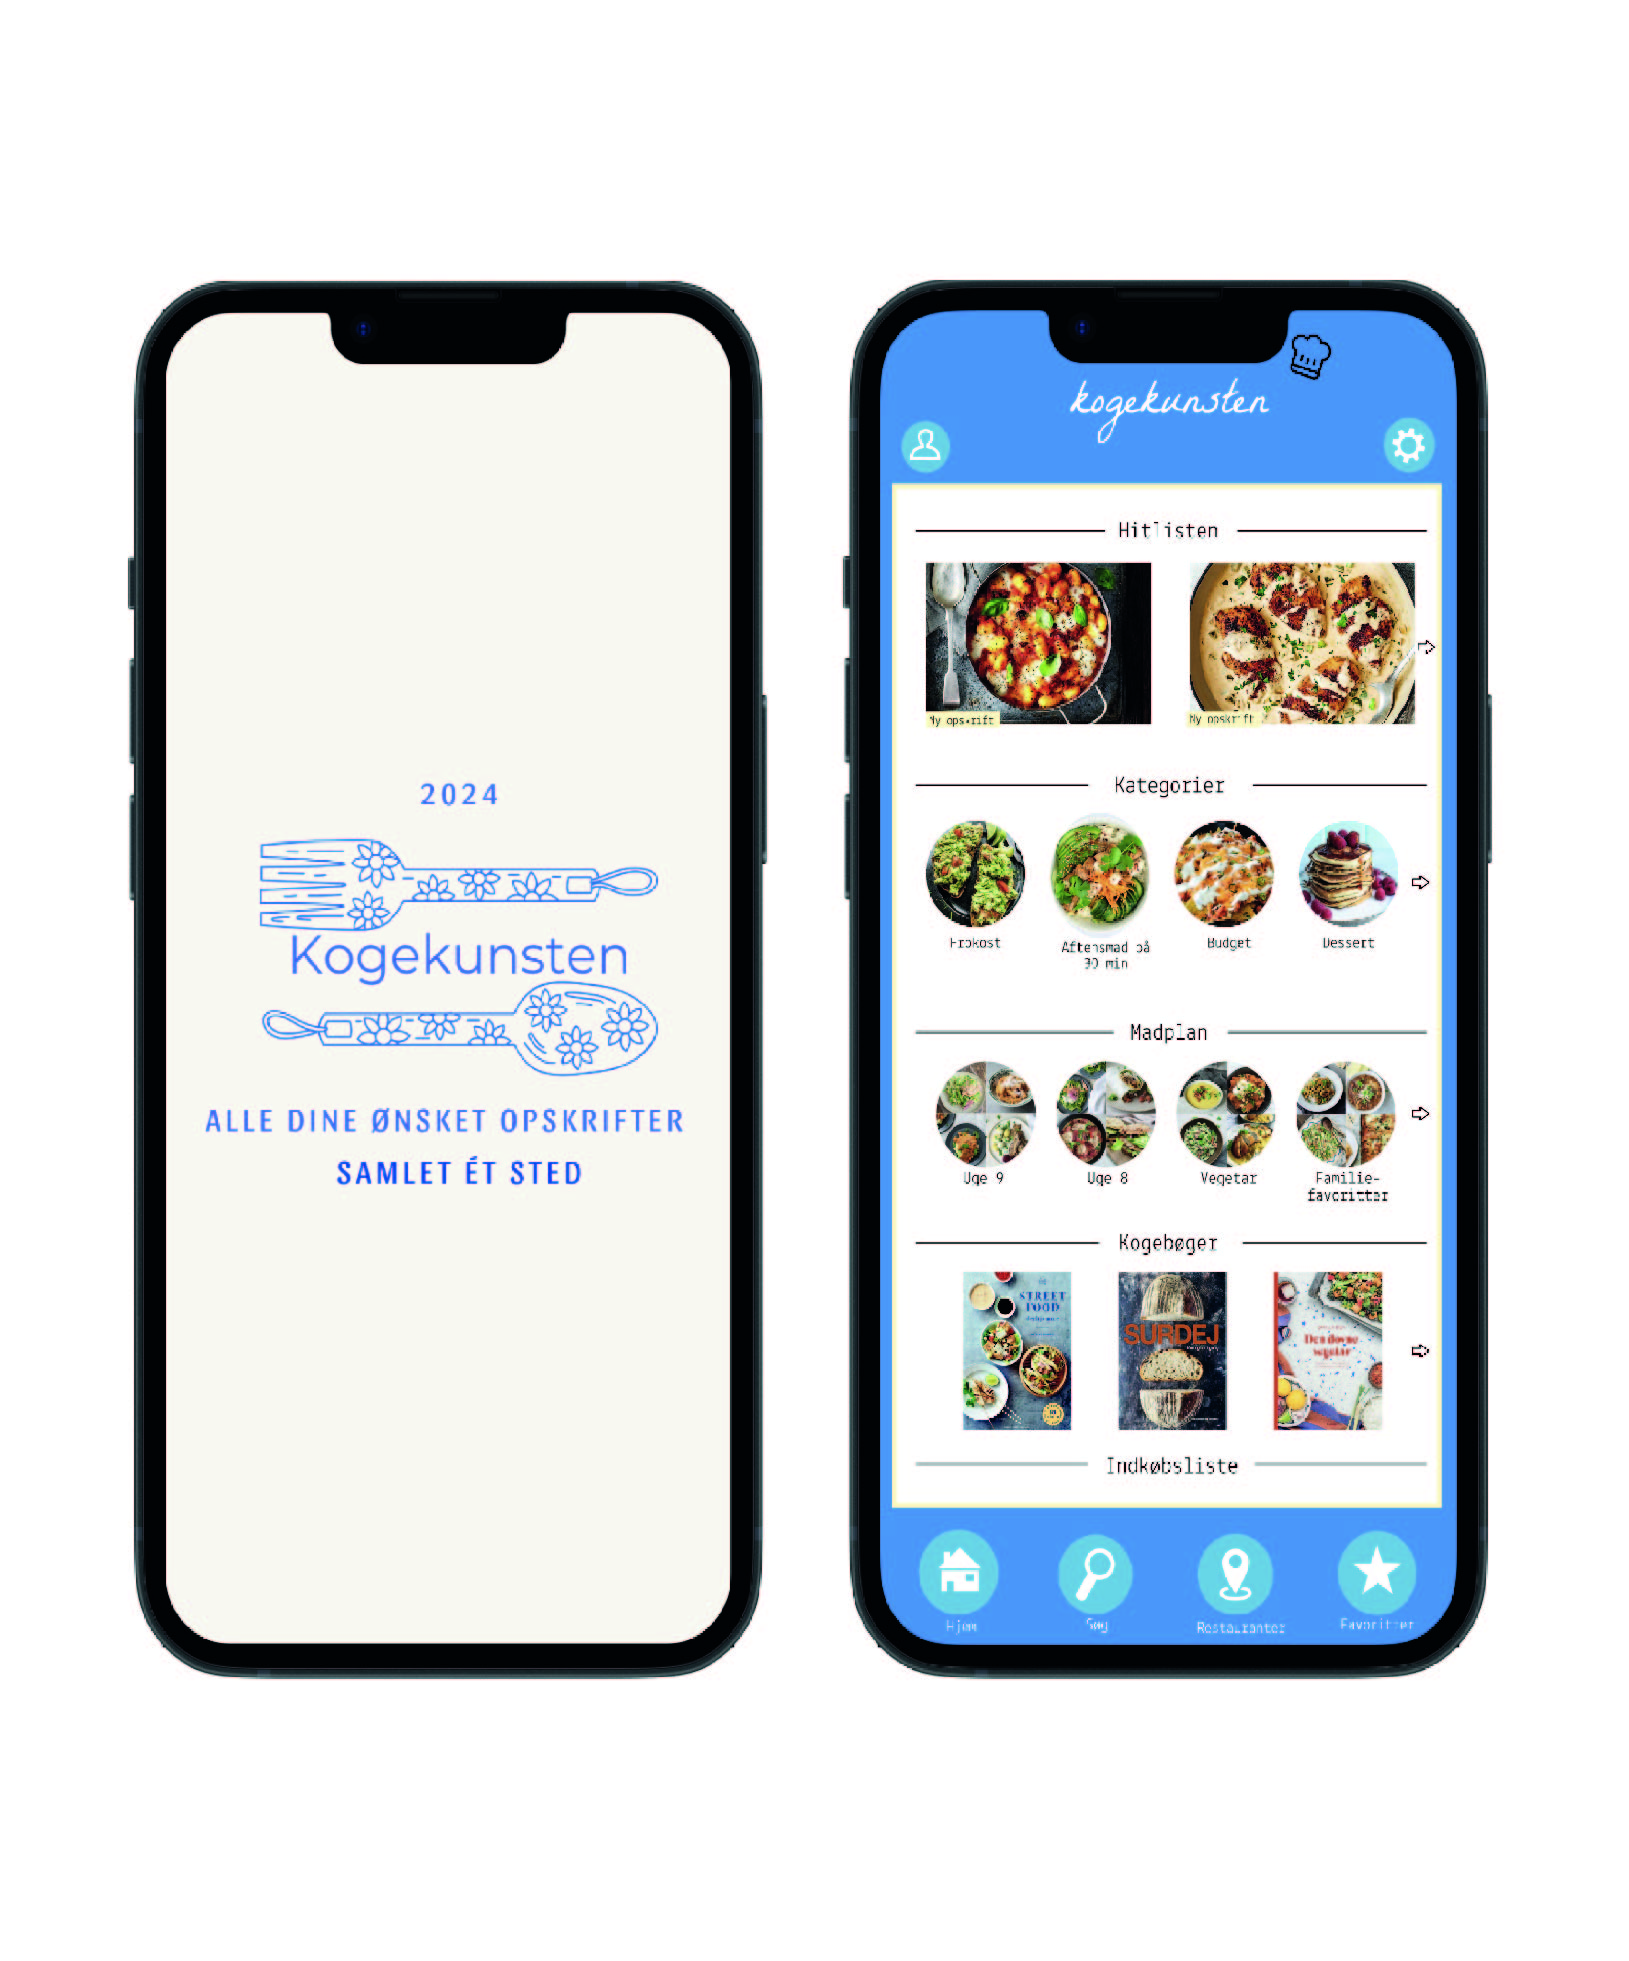 2024
Kogekunsten
ALLE DINE ØNSKET OPSKRIFTER
SAMLET ÉT STED
kogekunsten
Hitlisten
Ny opskrift
Ny opskrift
Kategorier
Frokost
Aftensmad på
30 min
Budget
Dessert
Madplan
Uge 9
Uge 8
Vegetar
Familie-
favoritter
Kogebøger
STREET
FOOD
SURDEJ
Den dovne
Indkøbsliste
Hjem
Søg
Restauranter
Favoritter